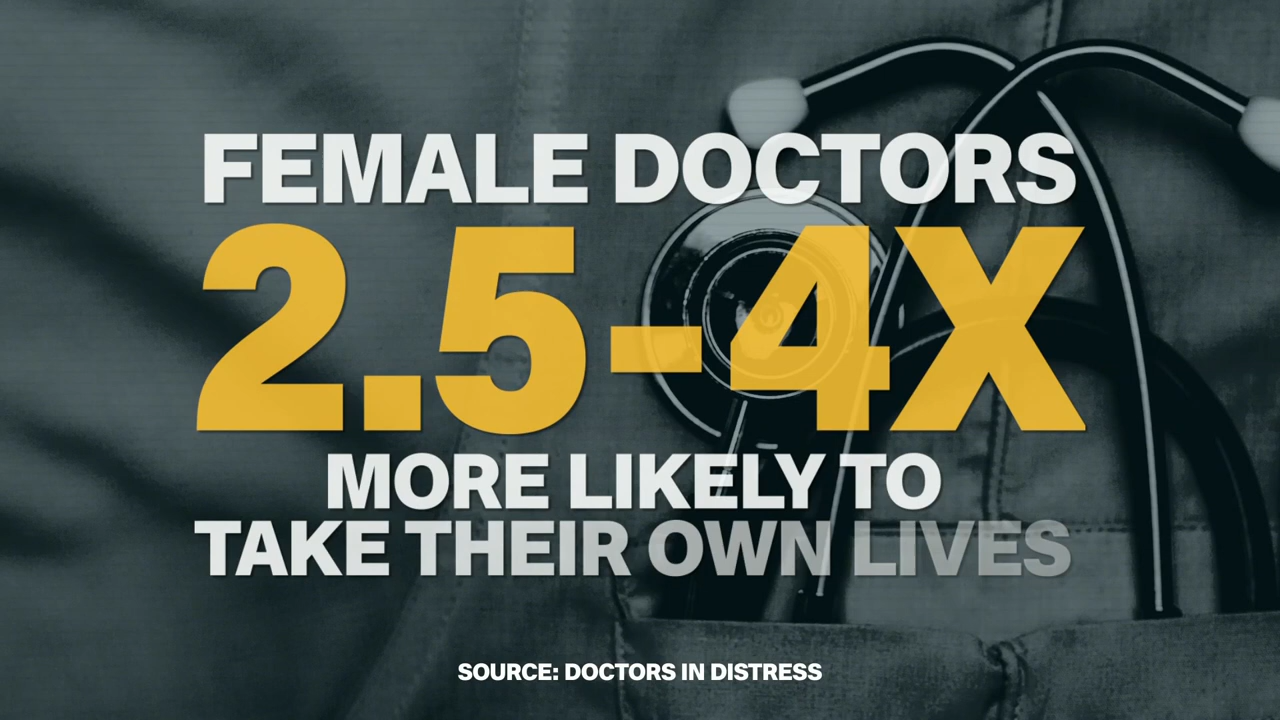 FEMALE DOCTORS
2.5-4X
MORE LIKELY TO
TAKE THEIR OWN LIVES
SOURCE: DOCTORS IN DISTRESS